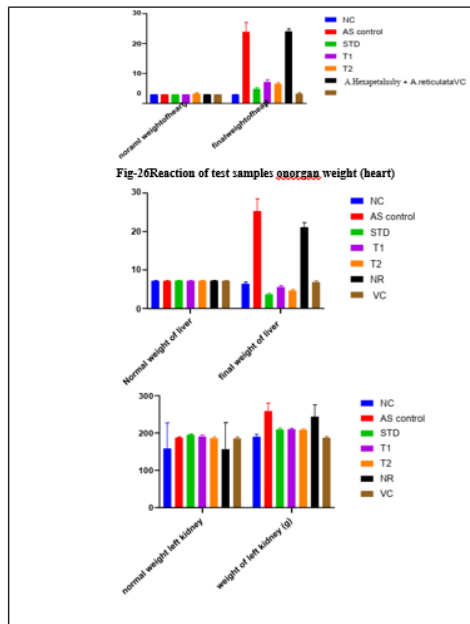 30
20
10
0
NC
AS control
STD
T1
T2
A.Hexapetalusby + A.reticulataVC
noraml weightofheart
finalweightofheap
Fig-26Reaction of test samples onorgan weight (heart)
30
20
10
0
NC
AS control
STD
T1
T2
NR
VC
Normal weight of liver
final weight of liver
300
200
100
0
NC
AS control
STD
T1
T2
NR
VC
normal weight left kidney
weight of left kidney (g)